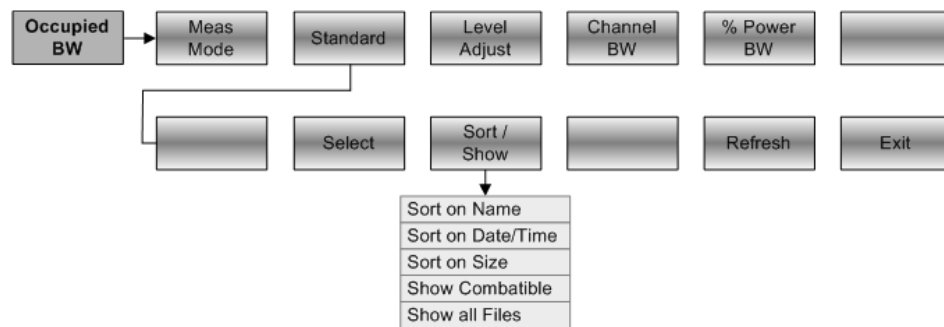 Occupied
BW
Meas
Mode
Standard
Level
Adjust
Channel
BW
% Power
BW
Select
Sort /
Show
Refresh
Exit
Sort on Name
Sort on Date/Time
Sort on Size
Show Combatible
Show all Files